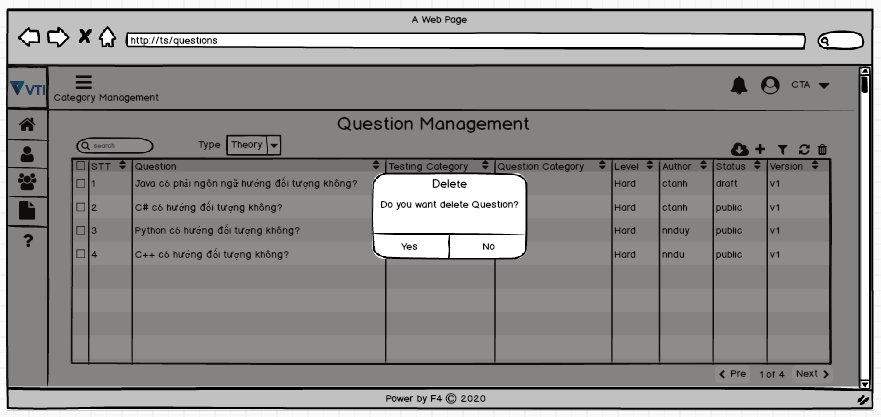 A Web Page
http://ts/questions
VTI
Category Management
CTA
Question Management
search
Type Theory
STT Question Testing Category Question Category Level Author Status Version
1 Java có phải ngôn ngữ hướng đối tượng không? Hard ctanh draft v1
2 C# có hướng đối tượng không? Hard ctanh public v1
3 Python có hướng đối tượng không? Hard nnduy public v1
4 C++ có hướng đối tượng không? Hard nndu public v1
Delete
Do you want delete Question?
Yes No
Pre 1 of 4 Next
Power by F4 © 2020